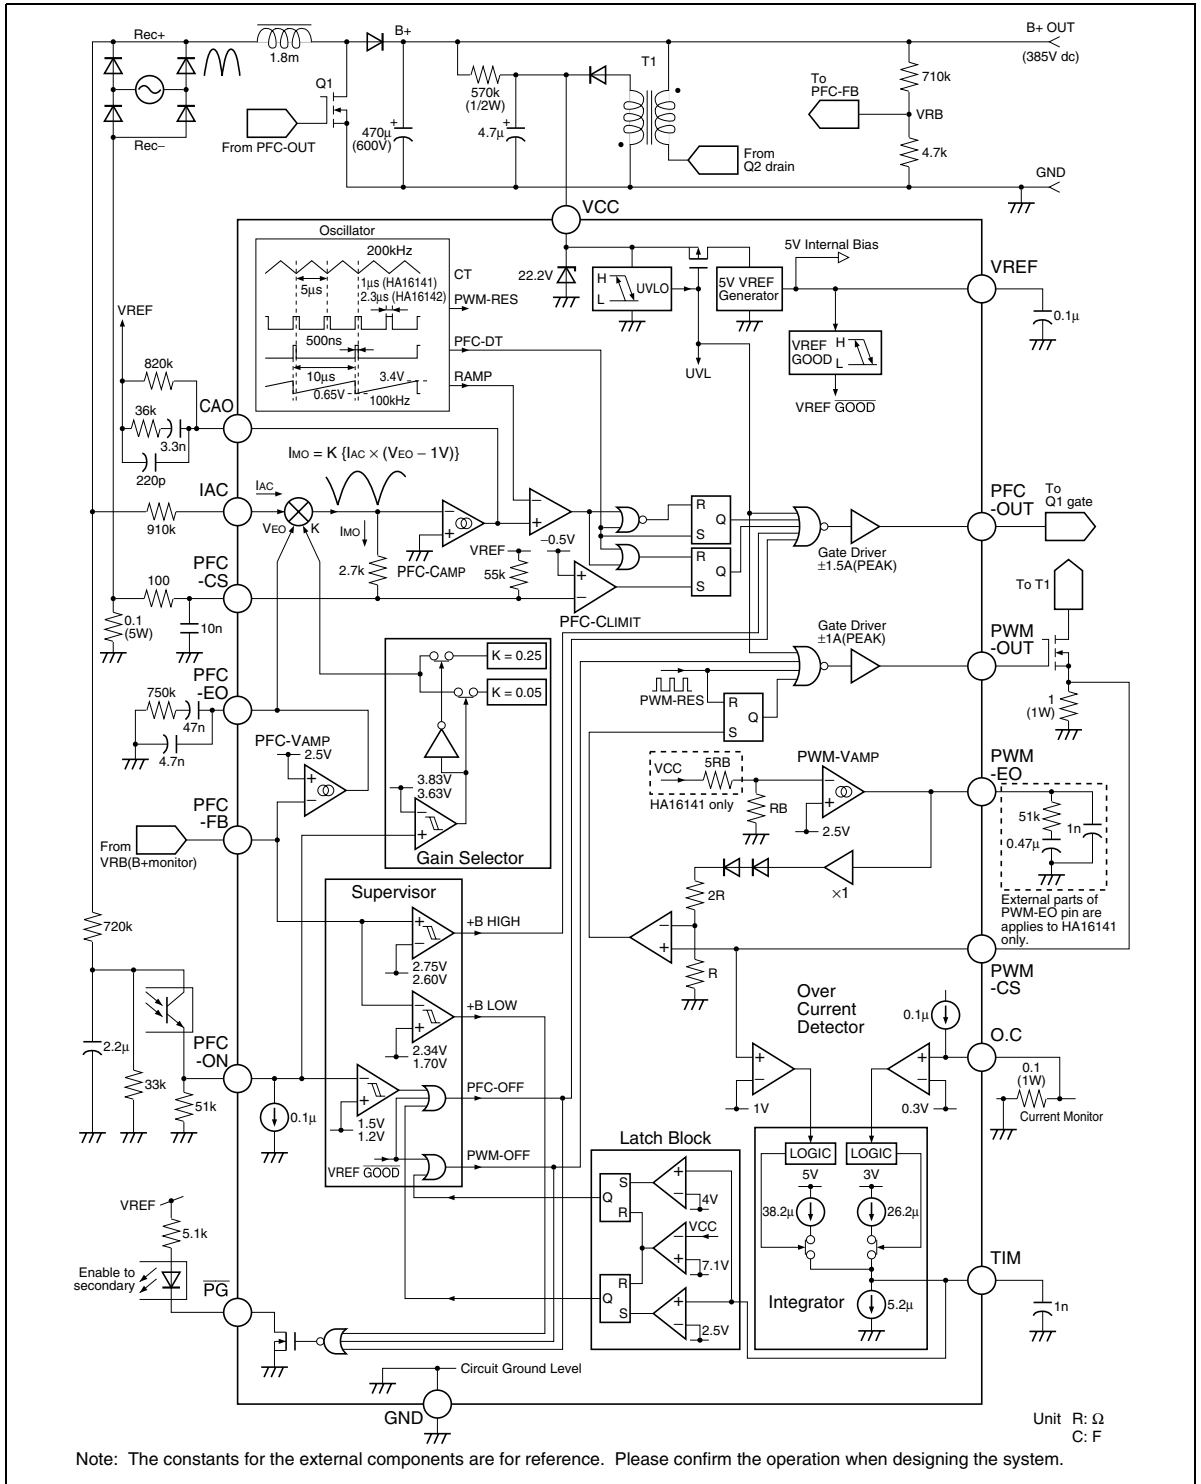 Rec+
1.8m
B+
B+ OUT
(385V dc)
T1
Q1
570k
(1/2W)
To
PFC-FB
710k
VRB
From PFC-OUT
470μ
(600V)
4.7μ
4.7k
Rec−
From
Q2 drain
GND
VCC
Oscillator
200kHz
5V Internal Bias
VREF
CT
5μs
1μs (HA16141)
2.3μs (HA16142)
PWM-RES
22.2V
H
L
UVLO
5V VREF
Generator
VREF
0.1μ
500ns
PFC-DT
VREF
GOOD
H
L
820k
10μs
3.4V
0.65V
100kHz
RAMP
UVL
VREF GOOD
CAO
36k
3.3n
220p
IMO = K {IAC × (VEO − 1V)}
IAC
IAC
910k
VEO
K
IMO
R
S
Q
PFC
-OUT
To
Q1 gate
−0.5V
VREF
55k
2.7k
PFC-CAMP
R
S
Q
Gate Driver
±1.5A(PEAK)
PFC
-CS
100
0.1
(5W)
10n
PFC-CLIMIT
To T1
Gate Driver
±1A(PEAK)
PWM
-OUT
K = 0.25
K = 0.05
PFC
-EO
750k
47n
4.7n
PWM-RES
R
S
Q
1
(1W)
PFC-VAMP
2.5V
3.83V
3.63V
VCC
5RB
HA16141 only
RB
PWM-VAMP
2.5V
PWM
-EO
51k
0.47μ
1n
PFC
-FB
From
VRB(B+monitor)
Gain Selector
×1
2R
External parts of
PWM-EO pin are
applies to HA16141
only.
Supervisor
720k
+B HIGH
2.75V
2.60V
R
PWM
-CS
+B LOW
2.34V
1.70V
Over
Current
Detector
0.1μ
O.C
2.2μ
PFC
-ON
33k
51k
0.1μ
1.5V
1.2V
PFC-OFF
1V
0.3V
0.1
(1W)
Current Monitor
VREF GOOD
PWM-OFF
Latch Block
LOGIC
LOGIC
5V
3V
S
Q
R
4V
38.2μ
26.2μ
VREF
5.1k
VCC
7.1V
Enable to
secondary
PG
R
Q
S
2.5V
Integrator
5.2μ
TIM
1n
Circuit Ground Level
GND
Unit R: Ω
C: F
Note: The constants for the external components are for reference. Please confirm the operation when designing the system.